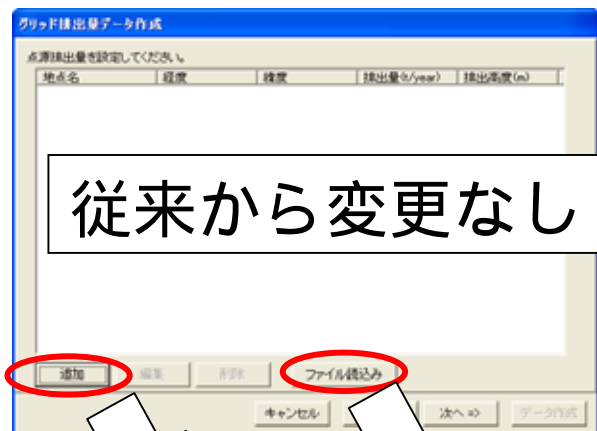 グリッド排出量データ作成
点源排出量を設定してください。
地点名 経度 緯度 排出量(t/year) 排出高度(m)
従来から変更なし
追加 編集 削除 ファイル読込み
キャンセル 次へ => データ作成